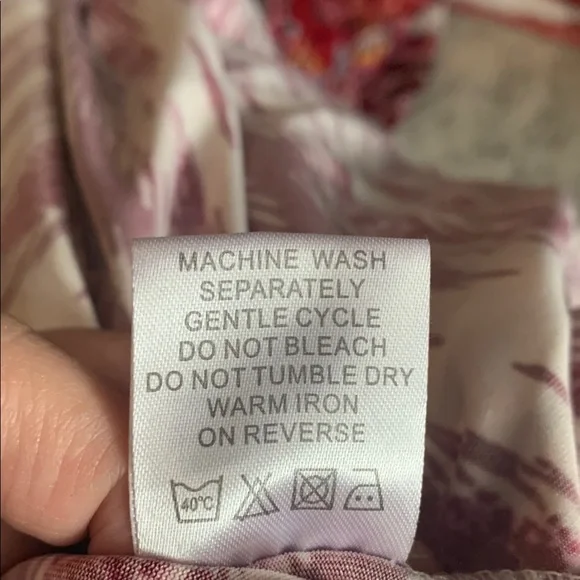 MACHINE WASH
SEPARATELY
GENTLE CYCLE
DO NOT BLEACH
DO NOT TUMBLE DRY
WARM IRON
ON REVERSE
40°C